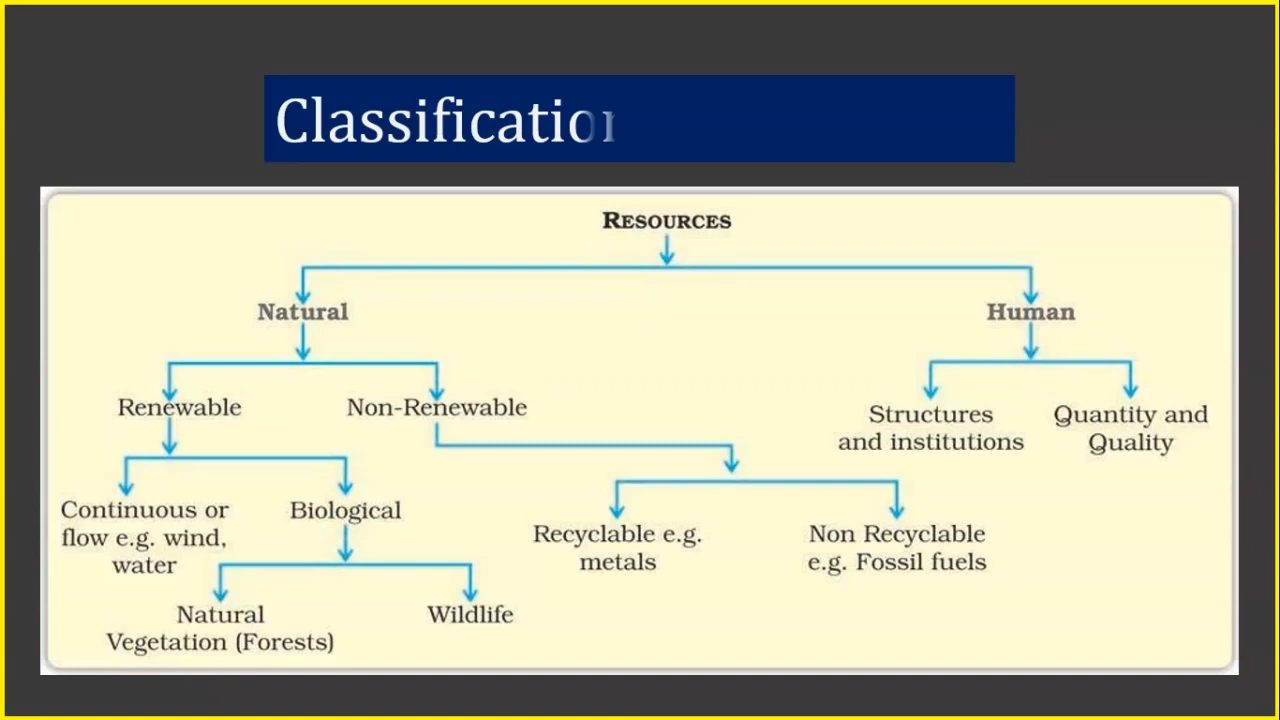 Classification
RESOURCES
Natural
Human
Renewable
Non-Renewable
Structures
and institutions
Quantity and
Quality
Continuous or
flow e.g. wind,
water
Biological
Recyclable e.g.
metals
Non Recyclable
e.g. Fossil fuels
Natural
Vegetation (Forests)
Wildlife